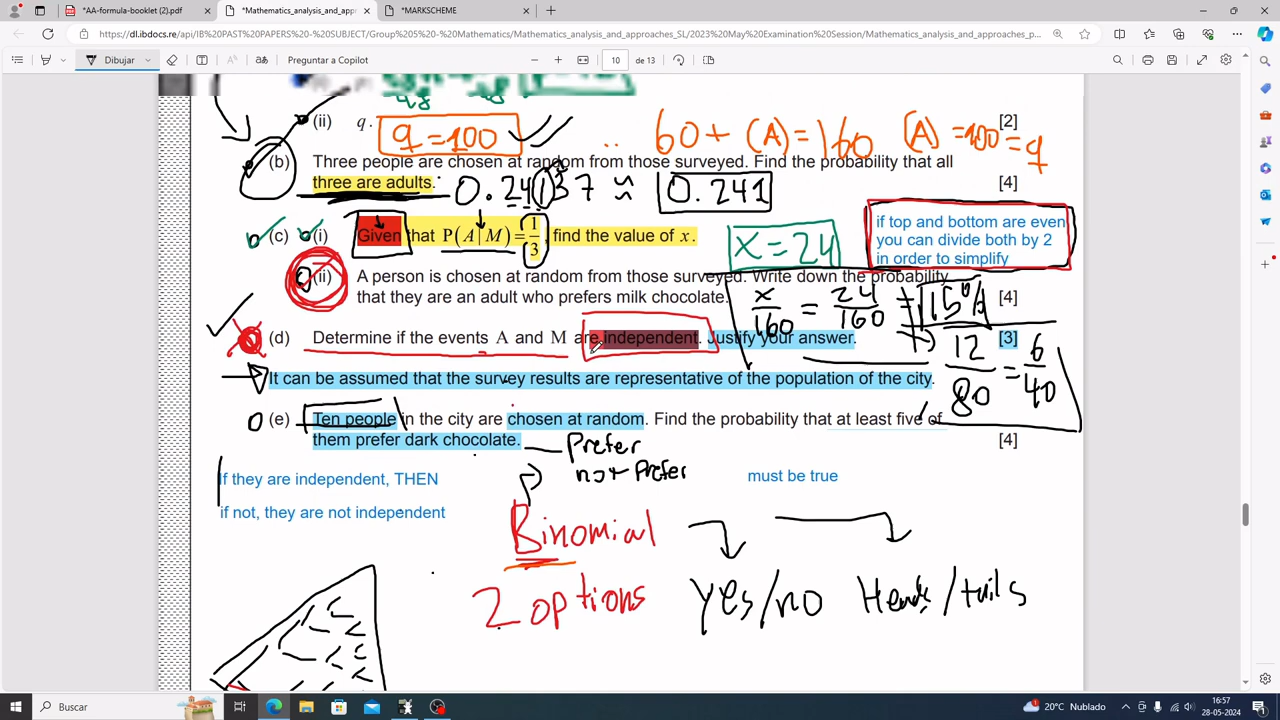 *AA-formula-booklet (2).pdf
*Mathematics_analysis_and_app
*MARKSCHEME
https://dl.ibdocs.re/api/IB%20PAST%20PAPERS%20-%20SUBJECT/Group%205%20-%20Mathematics/Mathematics_analysis_and_approaches_SL/2023%20May%20Examination%20Session/Mathematics_analysis_and_approaches_p...
Dibujar
Preguntar a Copilot
10 de 13
(ii) q. q = 100 ∴ 60 + (A) = 160 (A) = 100 = q [2]
(b) Three people are chosen at random from those surveyed. Find the probability that all
three are adults. 0.24137 ≈ 0.241 [4]
(c) (i) Given that P(A|M) = 1/3, find the value of x. x = 24
if top and bottom are even
you can divide both by 2
in order to simplify
(ii) A person is chosen at random from those surveyed. Write down the probability
that they are an adult who prefers milk chocolate. [4]
x/160 = 24/160 = 15%
12/80 = 6/40
(d) Determine if the events A and M are independent. Justify your answer. [3]
It can be assumed that the survey results are representative of the population of the city.
(e) Ten people in the city are chosen at random. Find the probability that at least five of
them prefer dark chocolate. [4]
Prefer
not Prefer
If they are independent, THEN must be true
if not, they are not independent
Binomial
2 options Yes/no Heads/tails
Buscar
20°C Nublado
16:57
28-05-2024